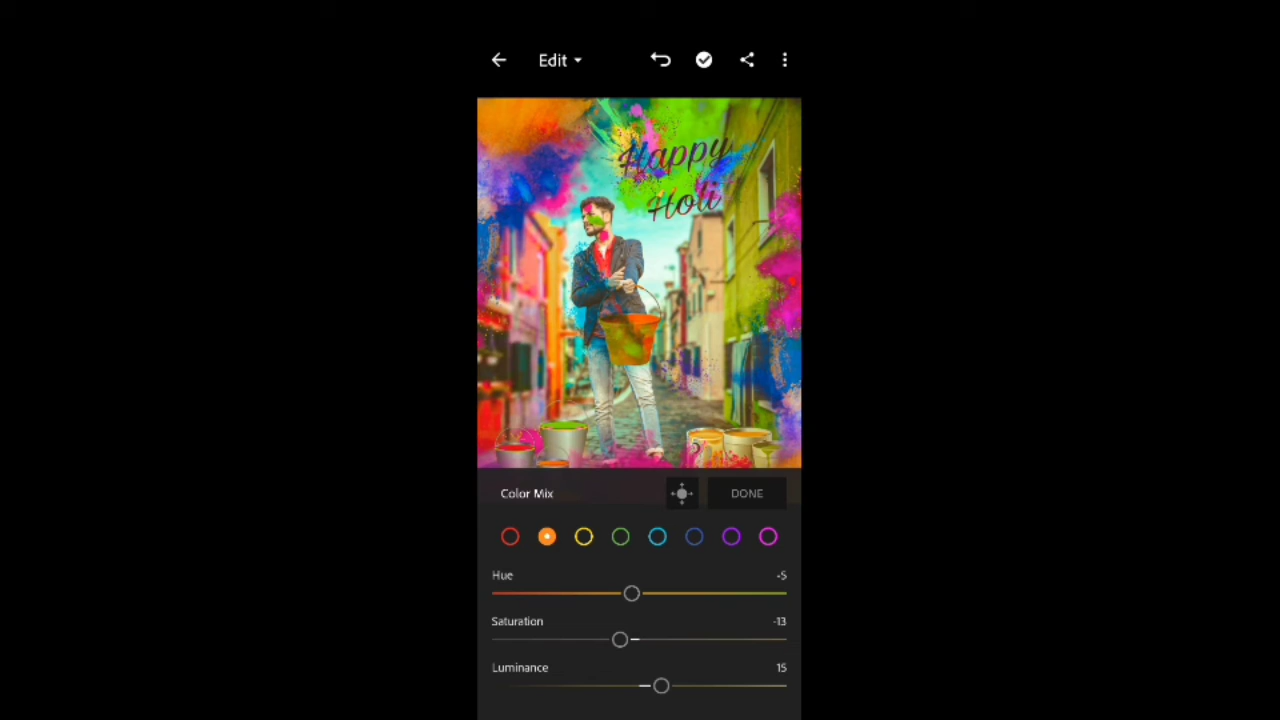 Edit
Happy
Holi
Color Mix
DONE
Hue -5
Saturation -13
Luminance 15